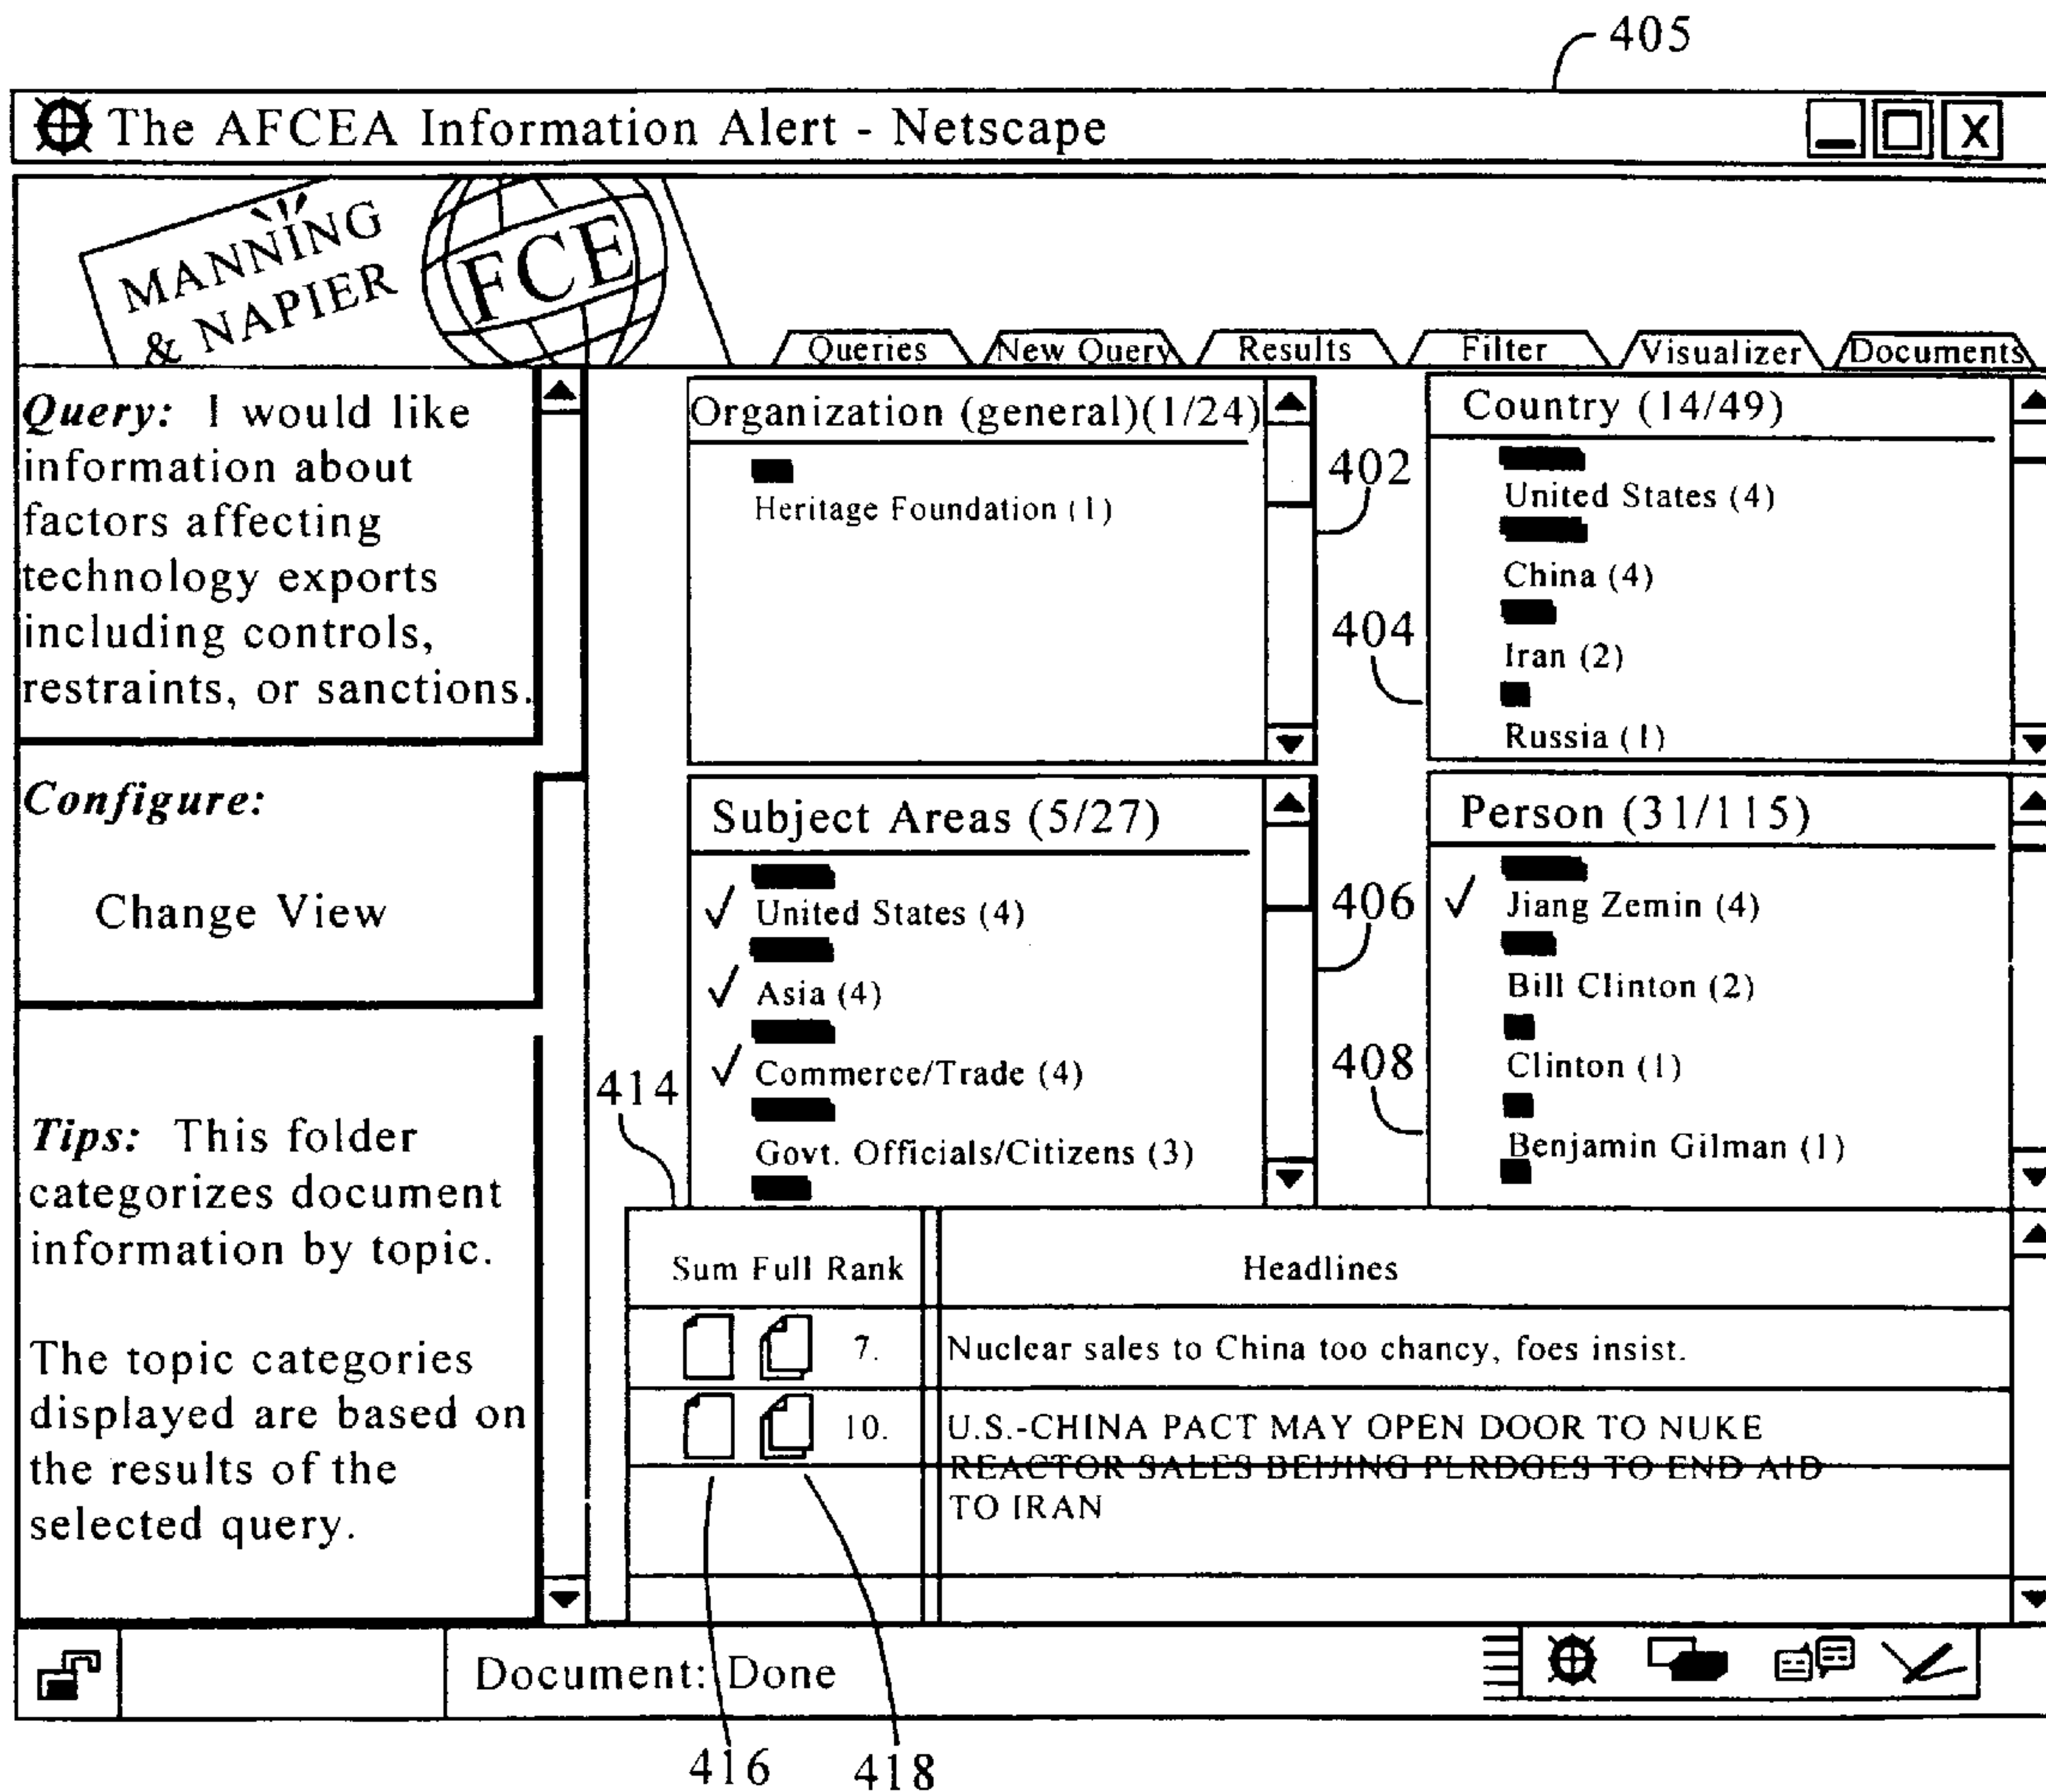 405
The AFCEA Information Alert - Netscape
MANNING
& NAPIER
FCE
Queries New Query Results Filter Visualizer Documents
Query: I would like
information about
factors affecting
technology exports
including controls,
restraints, or sanctions.
Configure:
Change View
Tips: This folder
categorizes document
information by topic.
The topic categories
displayed are based on
the results of the
selected query.
Organization (general)(1/24)
Heritage Foundation (1)
402
Country (14/49)
United States (4)
China (4)
Iran (2)
Russia (1)
404
Subject Areas (5/27)
United States (4)
Asia (4)
Commerce/Trade (4)
Govt. Officials/Citizens (3)
406
Person (31/115)
Jiang Zemin (4)
Bill Clinton (2)
Clinton (1)
Benjamin Gilman (1)
408
414
Sum Full Rank Headlines
7. Nuclear sales to China too chancy, foes insist.
10. U.S.-CHINA PACT MAY OPEN DOOR TO NUKE
REACTOR SALES BEIJING PLRDGES TO END AID
TO IRAN
Document: Done
416 418